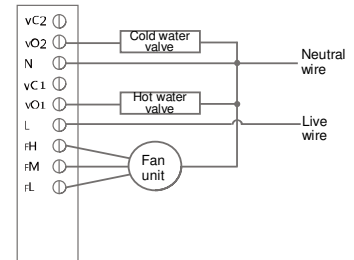 VC2
VO2
N
VC1
VO1
L
FH
FM
FL
Cold water
valve
Hot water
valve
Fan
unit
Neutral
wire
Live
wire